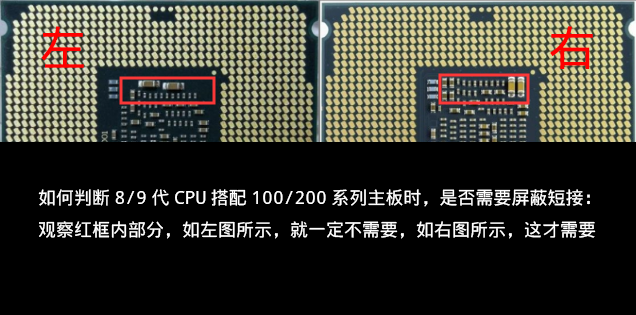 左
右
如何判断 8/9 代 CPU 搭配 100/200 系列主板时，是否需要屏蔽短接：
观察红框内部分，如左图所示，就一定不需要，如右图所示，这才需要